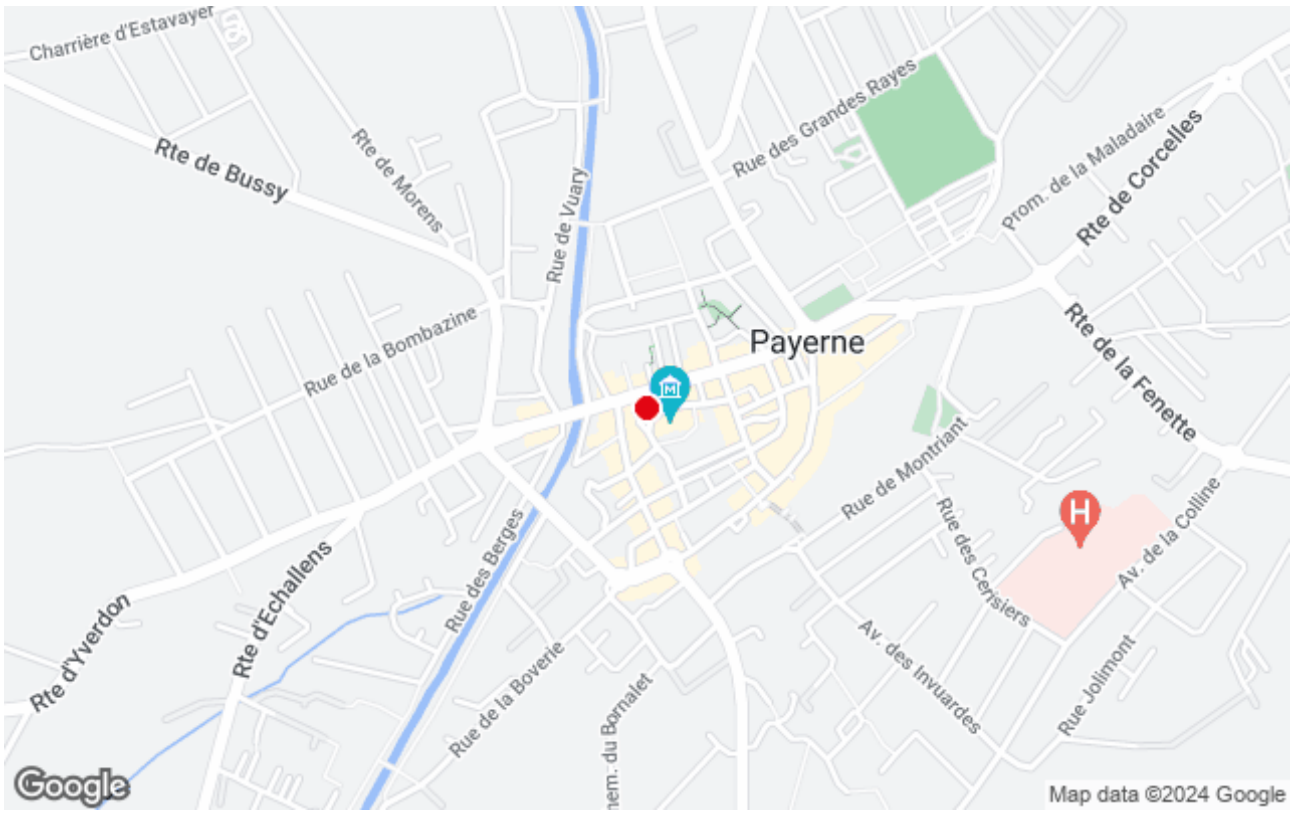 Charrière d'Estavayer
Rte de Bussy
Rte de Morens
Rue de Vuary
Rue des Grandes Rayes
Prom. de la Maladaire
Rte de Corcelles
Rue de la Bombazine
Payerne
Rte de la Fenette
M
Rue de Montriant
H
Rue des Cerisiers
Av. de la Colline
Rue des Berges
Rte d'Echallens
Rte d'Yverdon
Rue de la Boverie
hem. du Bornalet
Av. des Invuardes
Rue Jolimont
Google
Map data ©2024 Google